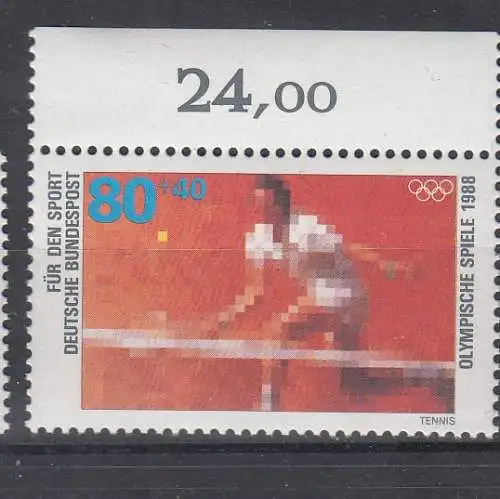 24,00
80+40
FÜR DEN SPORT
DEUTSCHE BUNDESPOST
OLYMPISCHE SPIELE 1988
TENNIS